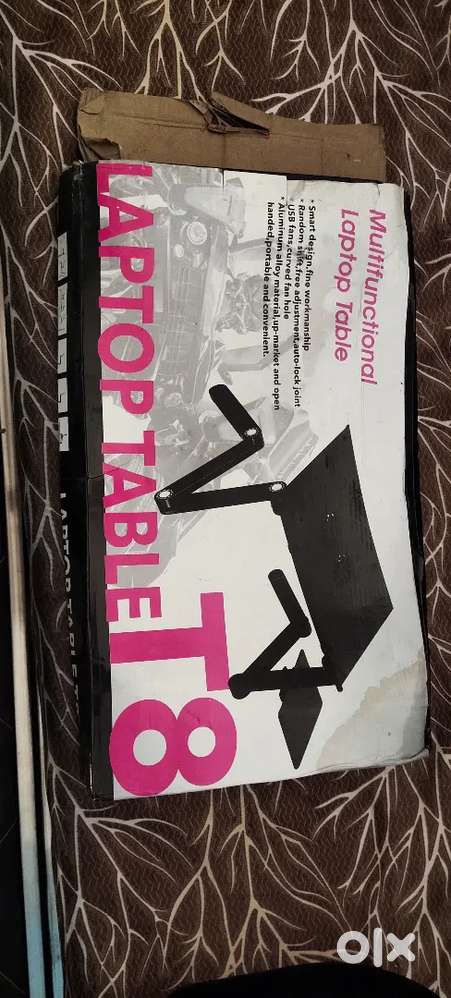 Multifunctional
Laptop Table
* Smart design,fine workmanship
* Random shift,free adjustment,auto-lock joint
* USB fans,curved fan hole
* Aluminum alloy material,up-market and open
handed,portable and convenient.
LAPTOP TABLE T8
LAPTOP TABLE
olx